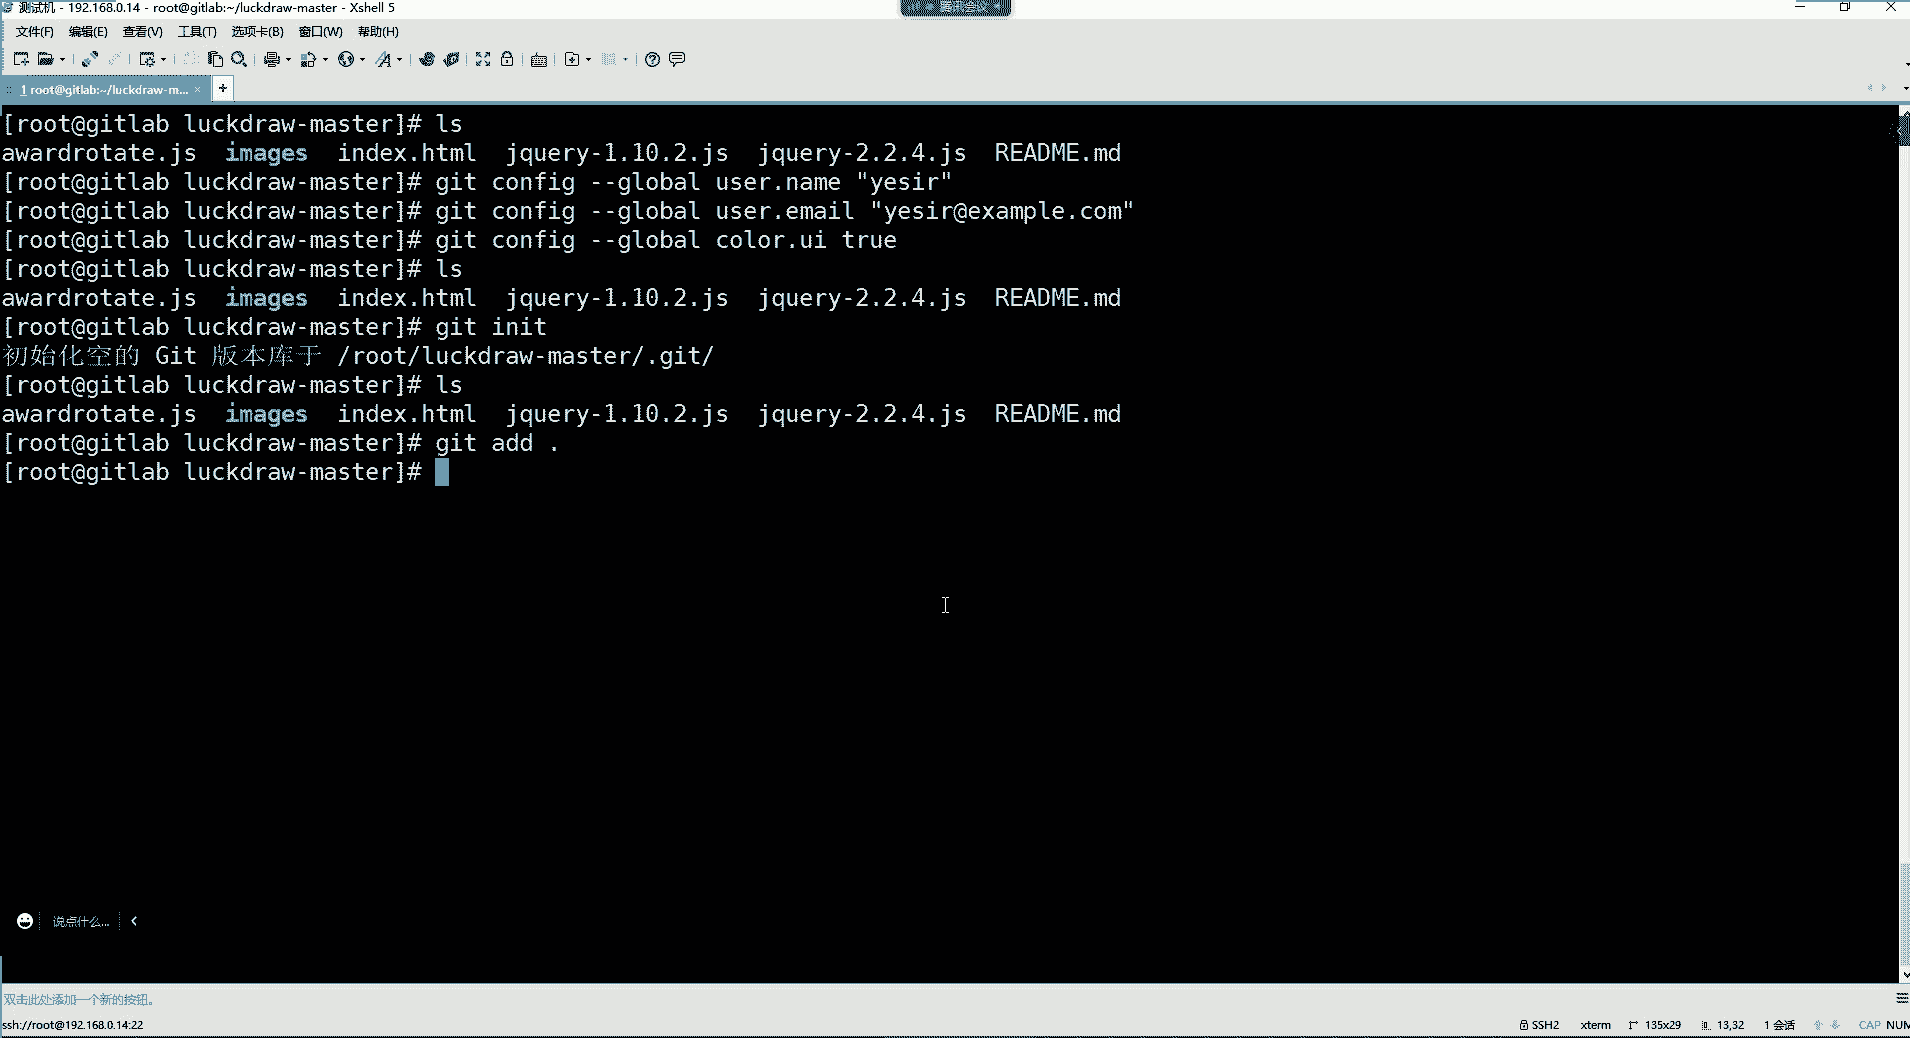 测试机 - 192.168.0.14 - root@gitlab:~/luckdraw-master - Xshell 5
腾讯会议
文件(F) 编辑(E) 查看(V) 工具(T) 选项卡(B) 窗口(W) 帮助(H)
1 root@gitlab:~/luckdraw-m... × +
[root@gitlab luckdraw-master]# ls
awardrotate.js images index.html jquery-1.10.2.js jquery-2.2.4.js README.md
[root@gitlab luckdraw-master]# git config --global user.name "yesir"
[root@gitlab luckdraw-master]# git config --global user.email "yesir@example.com"
[root@gitlab luckdraw-master]# git config --global color.ui true
[root@gitlab luckdraw-master]# ls
awardrotate.js images index.html jquery-1.10.2.js jquery-2.2.4.js README.md
[root@gitlab luckdraw-master]# git init
初始化空的 Git 版本库于 /root/luckdraw-master/.git/
[root@gitlab luckdraw-master]# ls
awardrotate.js images index.html jquery-1.10.2.js jquery-2.2.4.js README.md
[root@gitlab luckdraw-master]# git add .
[root@gitlab luckdraw-master]#
说点什么...
双击此处添加一个新的按钮。
ssh://root@192.168.0.14:22 SSH2 xterm 135x29 13,32 1 会话 CAP NUM